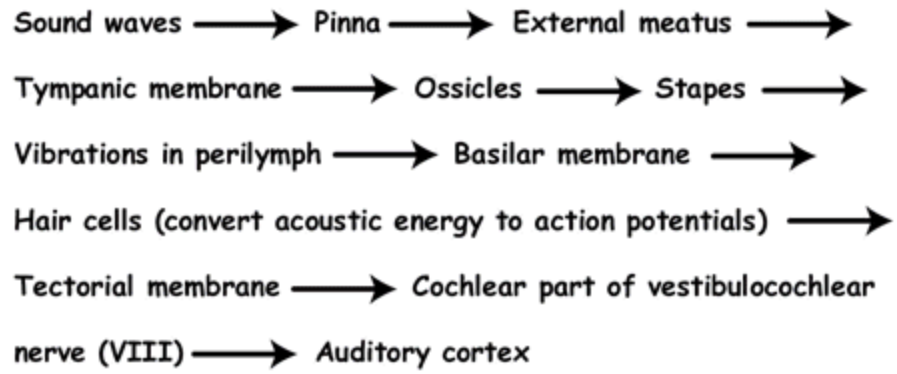 Sound waves → Pinna → External meatus →
Tympanic membrane → Ossicles → Stapes →
Vibrations in perilymph → Basilar membrane →
Hair cells (convert acoustic energy to action potentials) →
Tectorial membrane → Cochlear part of vestibulocochlear
nerve (VIII) → Auditory cortex